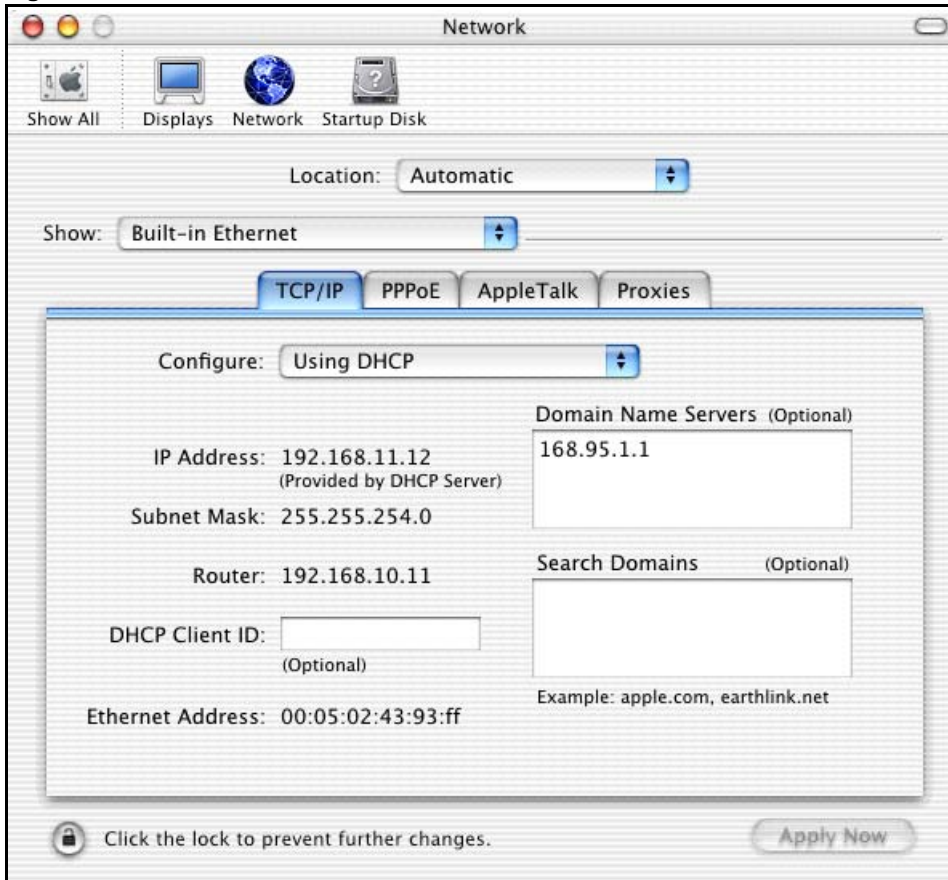 Network
Show All
Displays
Network
Startup Disk
Location: Automatic
Show: Built-in Ethernet
TCP/IP
PPPoE
AppleTalk
Proxies
Configure: Using DHCP
Domain Name Servers (Optional)
168.95.1.1
IP Address: 192.168.11.12
(Provided by DHCP Server)
Subnet Mask: 255.255.254.0
Router: 192.168.10.11
Search Domains (Optional)
DHCP Client ID:
(Optional)
Example: apple.com, earthlink.net
Ethernet Address: 00:05:02:43:93:ff
Click the lock to prevent further changes.
Apply Now